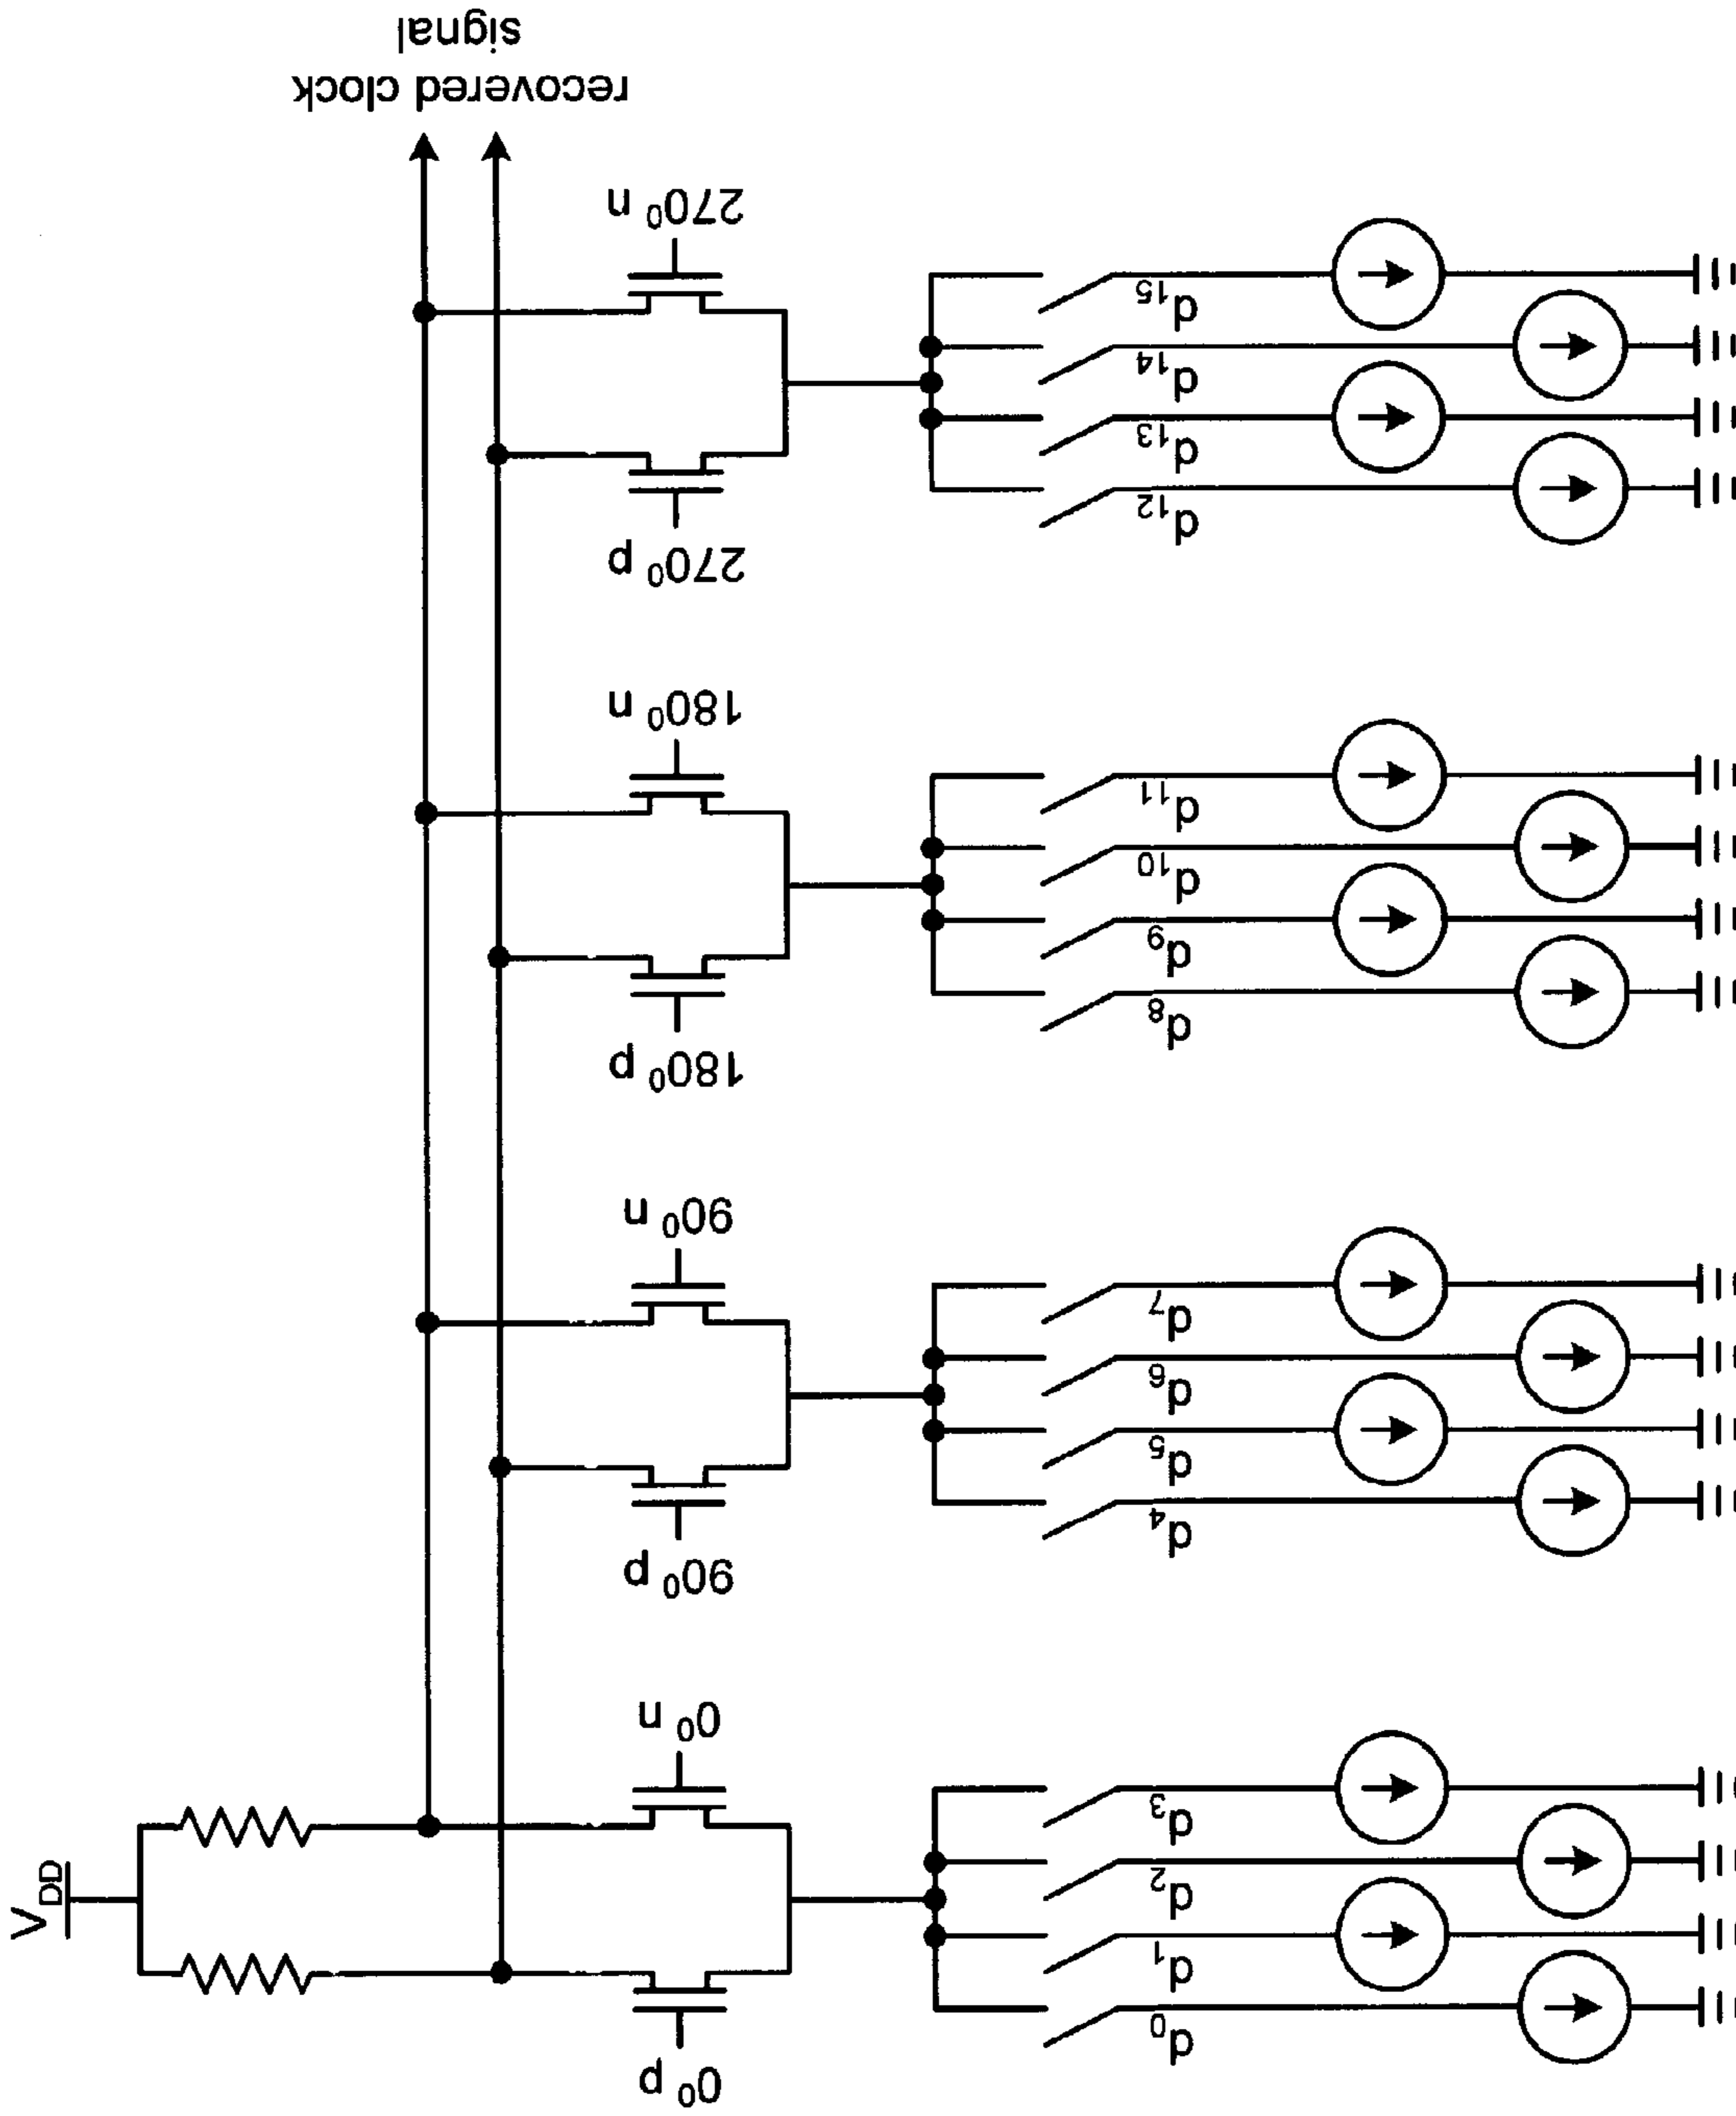 V_DD
0⁰ p
0⁰ n
90⁰ p
90⁰ n
180⁰ p
180⁰ n
270⁰ p
270⁰ n
recovered clock
signal
d₀
d₁
d₂
d₃
d₄
d₅
d₆
d₇
d₈
d₉
d₁₀
d₁₁
d₁₂
d₁₃
d₁₄
d₁₅